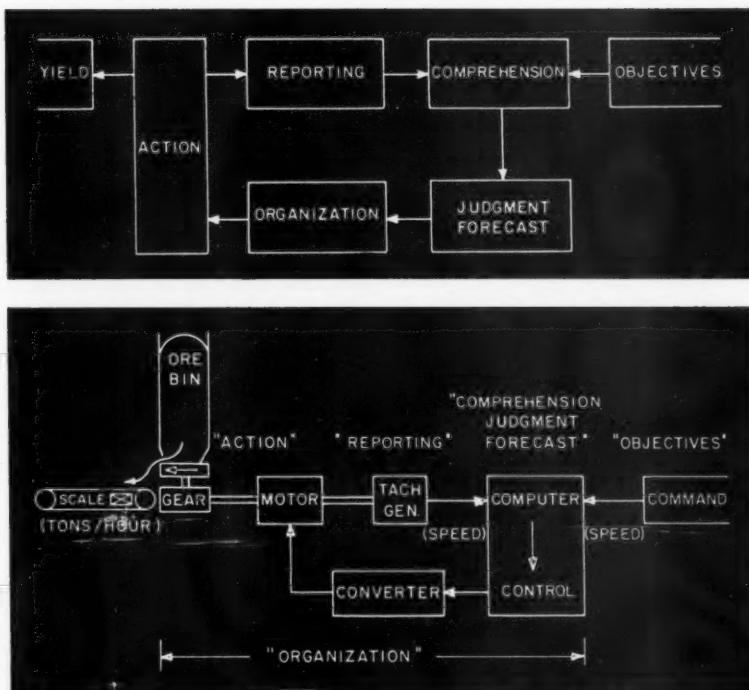 YIELD
REPORTING
COMPREHENSION
OBJECTIVES
ACTION
ORGANIZATION
JUDGMENT
FORECAST
ORE
BIN
"ACTION"
"REPORTING"
"COMPREHENSION
JUDGMENT
FORECAST"
"OBJECTIVES"
SCALE
GEAR
MOTOR
TACH
GEN.
COMPUTER
COMMAND
(TONS/HOUR)
(SPEED)
(SPEED)
CONVERTER
CONTROL
"ORGANIZATION"